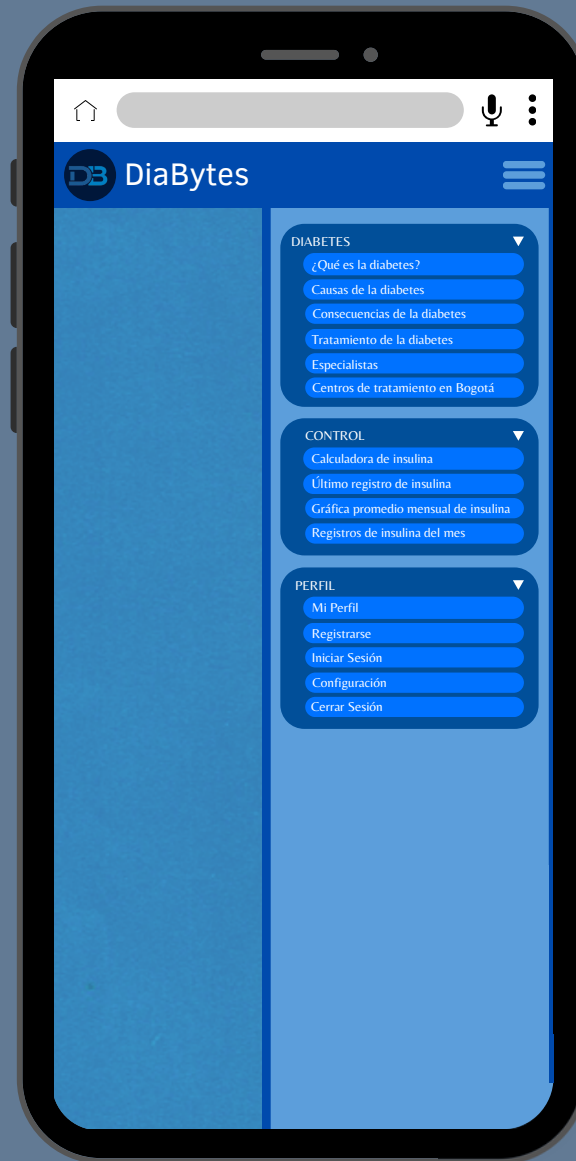 DB
DiaBytes
DIABETES
¿Qué es la diabetes?
Causas de la diabetes
Consecuencias de la diabetes
Tratamiento de la diabetes
Especialistas
Centros de tratamiento en Bogotá
CONTROL
Calculadora de insulina
Último registro de insulina
Gráfica promedio mensual de insulina
Registros de insulina del mes
PERFIL
Mi Perfil
Registrarse
Iniciar Sesión
Configuración
Cerrar Sesión